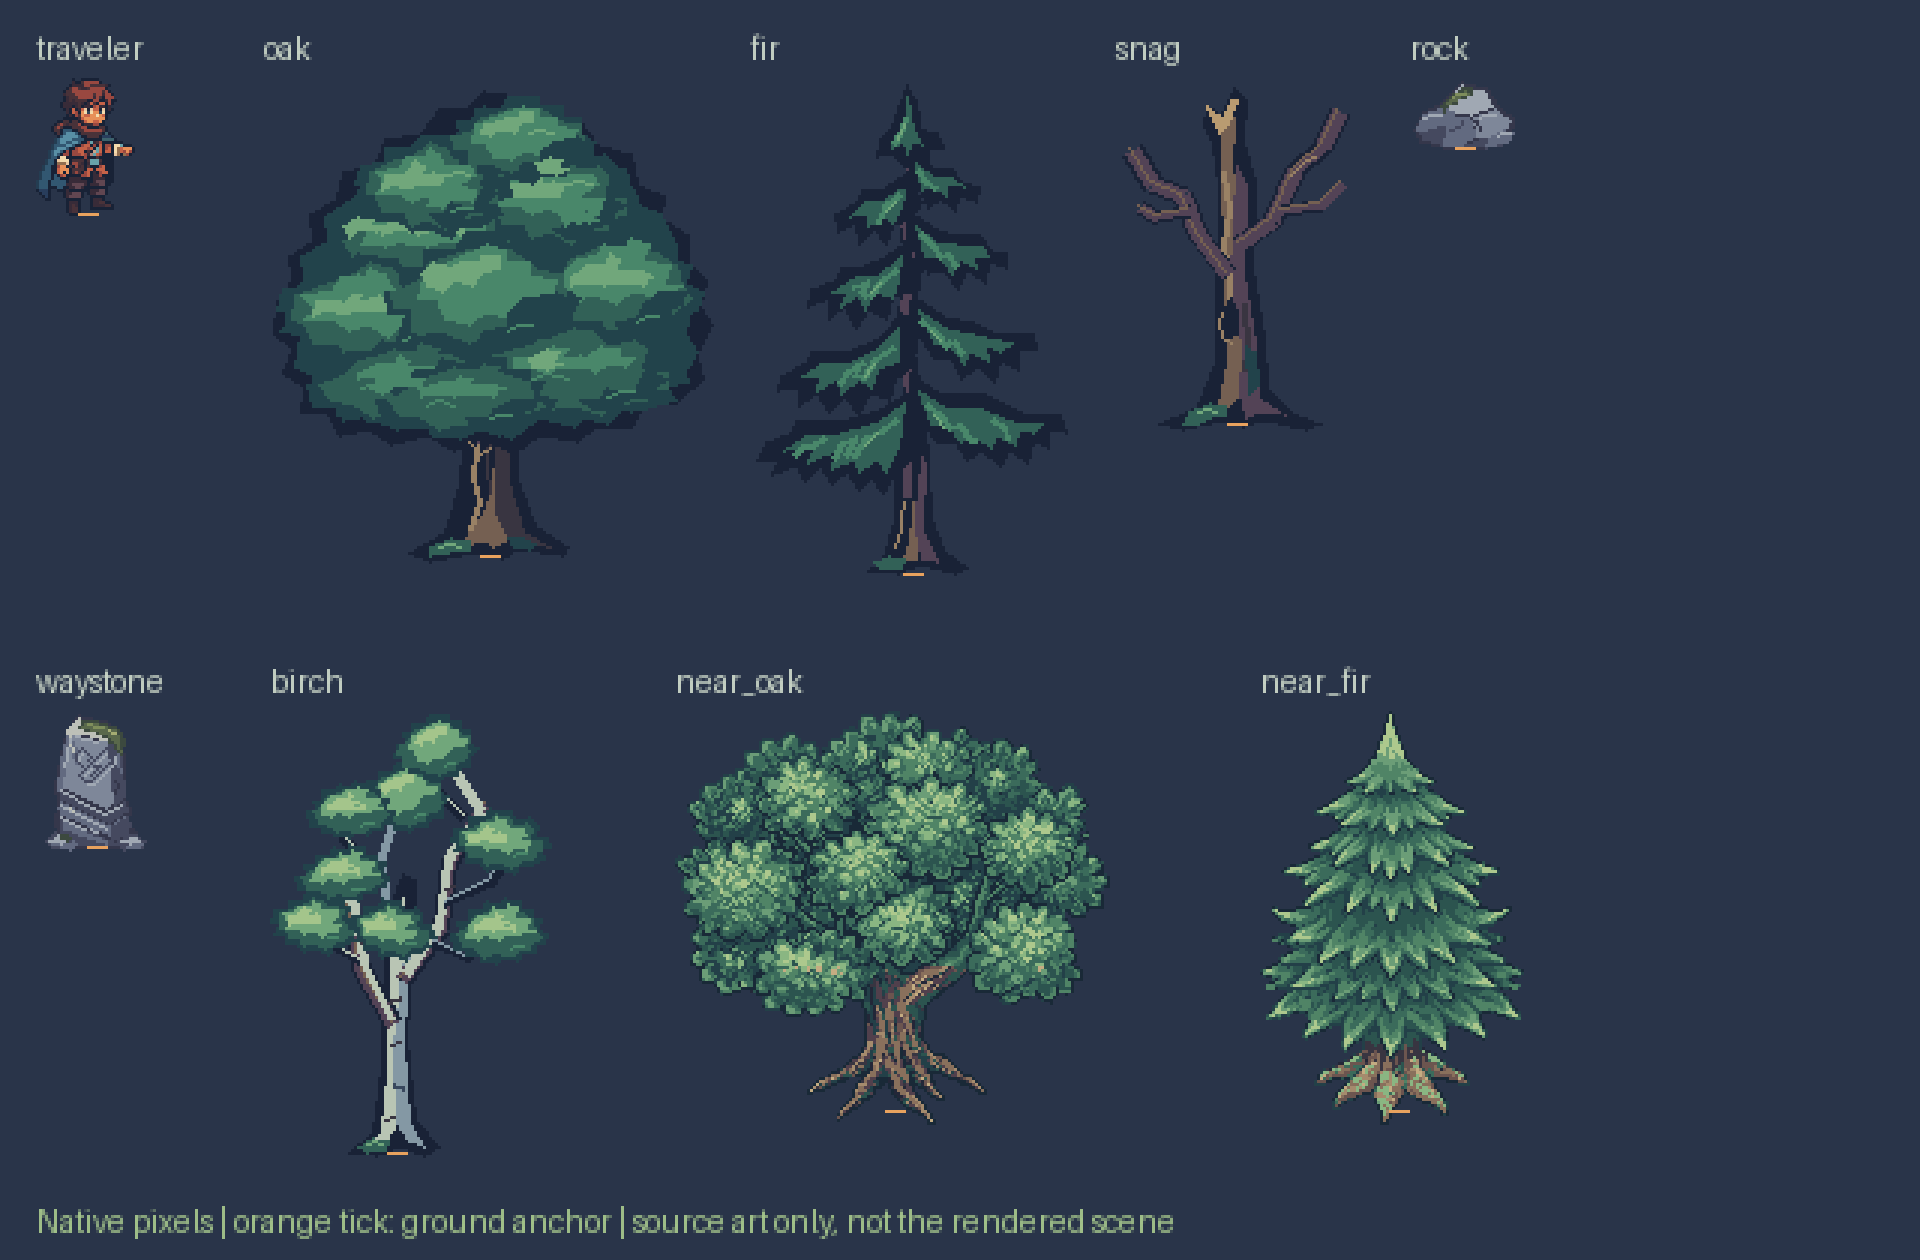 traveler
oak
fir
snag
rock
waystone
birch
near_oak
near_fir
Native pixels | orange tick: ground anchor | source art only, not the rendered scene